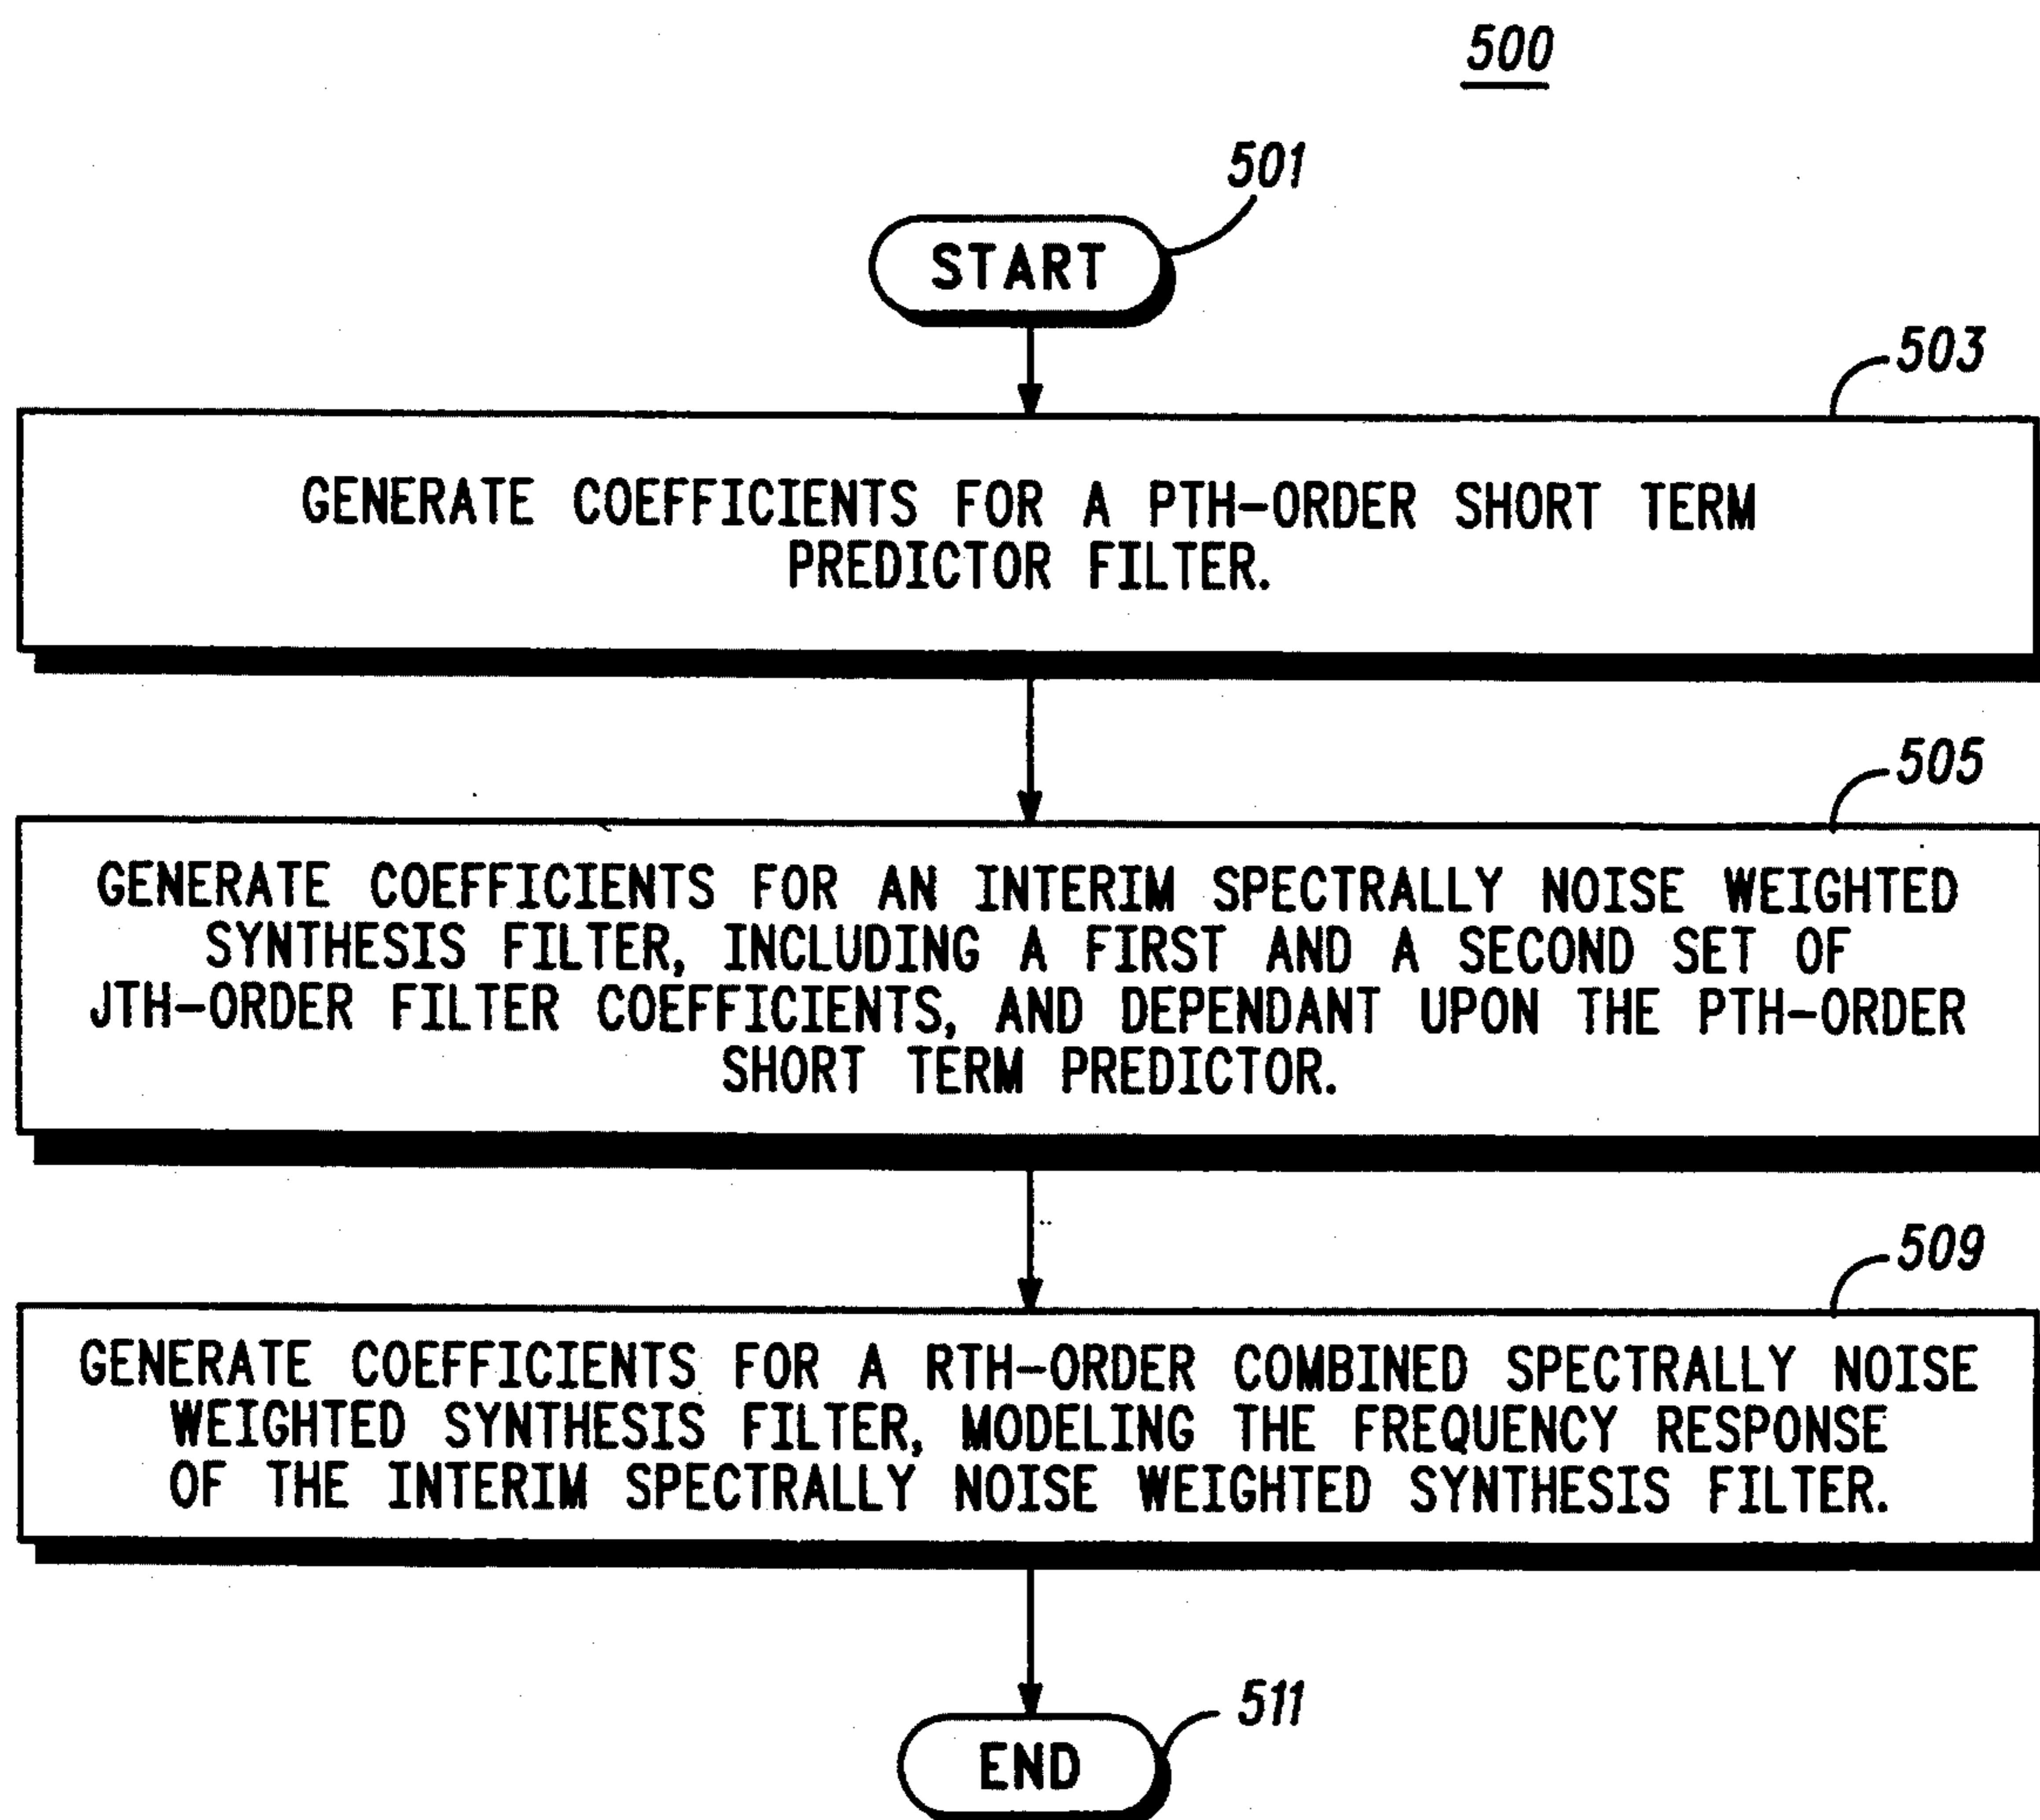 500
501
START
503
GENERATE COEFFICIENTS FOR A PTH-ORDER SHORT TERM
PREDICTOR FILTER.
505
GENERATE COEFFICIENTS FOR AN INTERIM SPECTRALLY NOISE WEIGHTED
SYNTHESIS FILTER, INCLUDING A FIRST AND A SECOND SET OF
JTH-ORDER FILTER COEFFICIENTS, AND DEPENDANT UPON THE PTH-ORDER
SHORT TERM PREDICTOR.
509
GENERATE COEFFICIENTS FOR A RTH-ORDER COMBINED SPECTRALLY NOISE
WEIGHTED SYNTHESIS FILTER, MODELING THE FREQUENCY RESPONSE
OF THE INTERIM SPECTRALLY NOISE WEIGHTED SYNTHESIS FILTER.
511
END